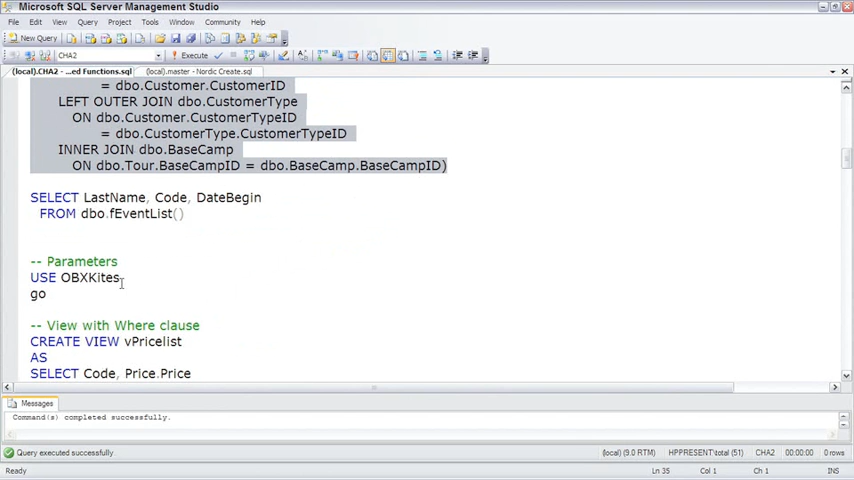 Microsoft SQL Server Management Studio
File Edit View Query Project Tools Window Community Help
New Query
CHA2 Execute
(local).CHA2 - ...ed Functions.sql (local).master - Nordic Create.sql
= dbo.Customer.CustomerID
LEFT OUTER JOIN dbo.CustomerType
ON dbo.Customer.CustomerTypeID
= dbo.CustomerType.CustomerTypeID
INNER JOIN dbo.BaseCamp
ON dbo.Tour.BaseCampID = dbo.BaseCamp.BaseCampID)
SELECT LastName, Code, DateBegin
FROM dbo.fEventList()
-- Parameters
USE OBXKites
go
-- View with Where clause
CREATE VIEW vPricelist
AS
SELECT Code, Price.Price
Messages
Command(s) completed successfully.
Query executed successfully. (local) (9.0 RTM) HPPRESENT\total (51) CHA2 00:00:00 0 rows
Ready Ln 35 Col 1 Ch 1 INS